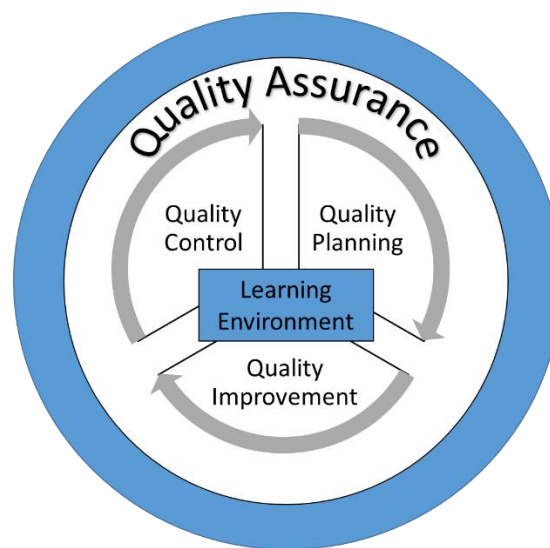 Quality Assurance
Quality
Control
Quality
Planning
Learning
Environment
Quality
Improvement